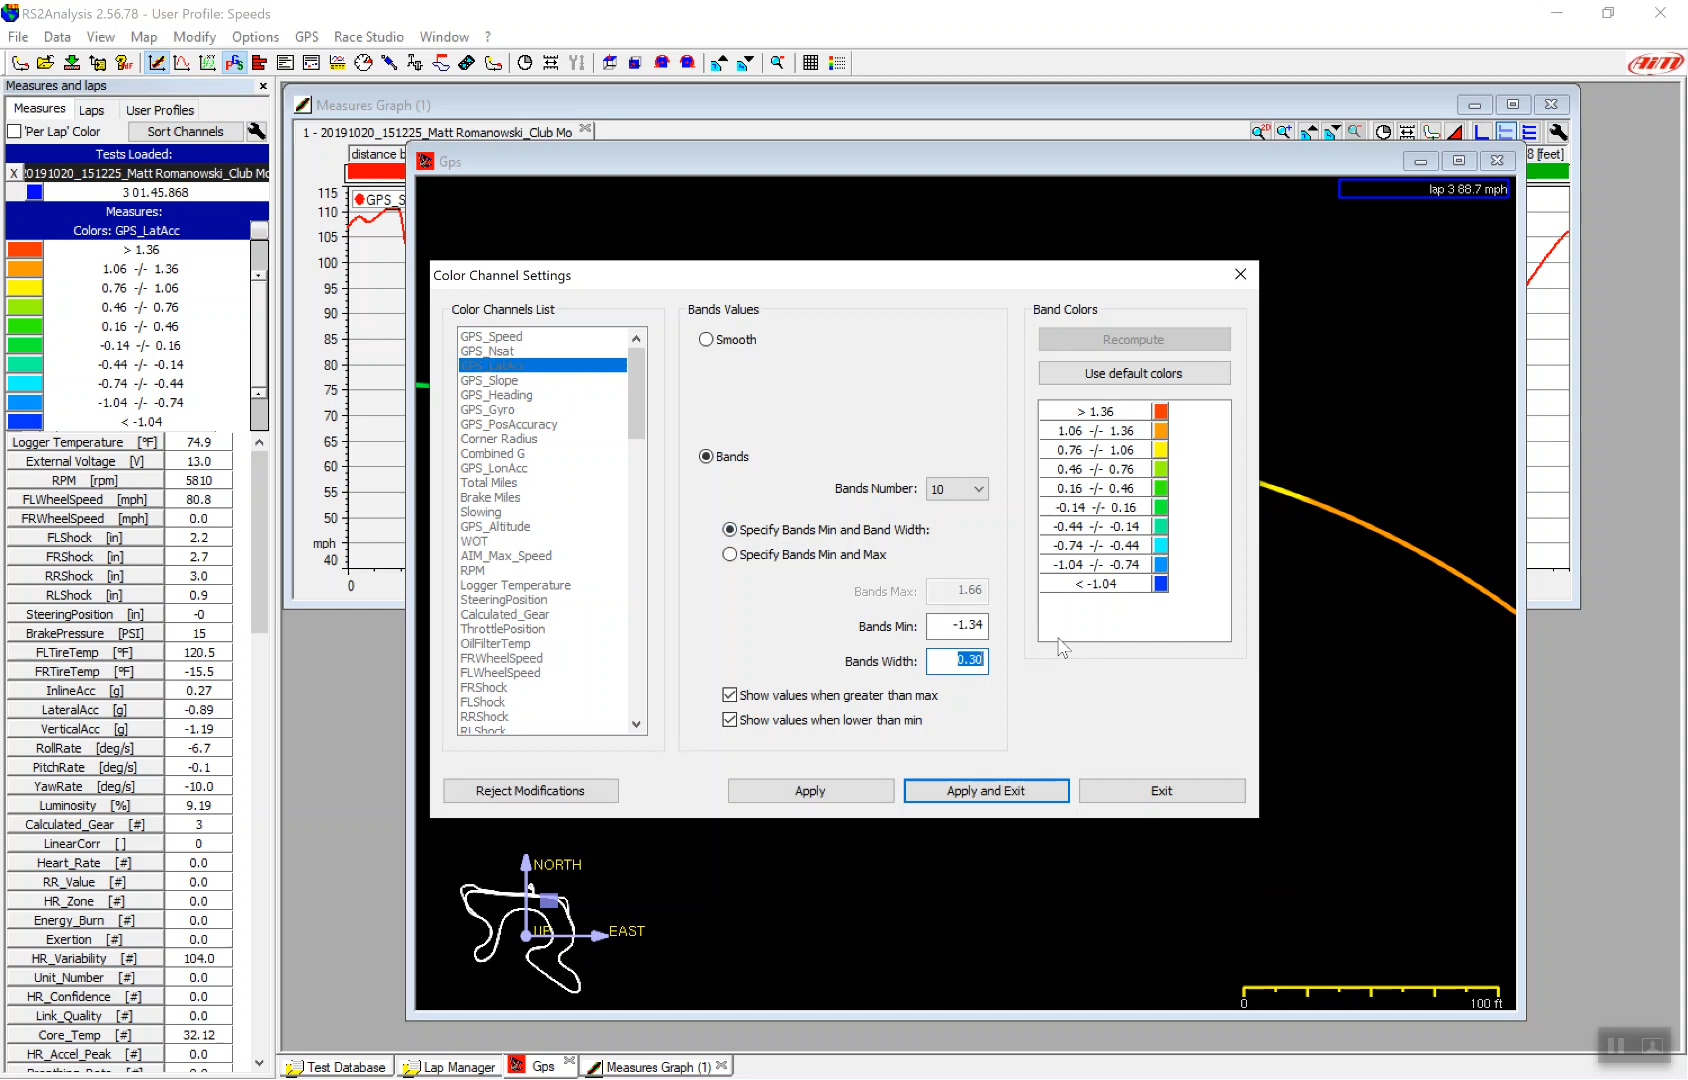 RS2Analysis 2.56.78 - User Profile: Speeds
File Data View Map Modify Options GPS Race Studio Window ?
AiM
Measures and laps
Measures Laps User Profiles
'Per Lap' Color Sort Channels
Tests Loaded:
X 20191020_151225_Matt Romanowski_Club Mo
3 01.45.868
Measures:
Colors: GPS_LatAcc
> 1.36
1.06 -/- 1.36
0.76 -/- 1.06
0.46 -/- 0.76
0.16 -/- 0.46
-0.14 -/- 0.16
-0.44 -/- -0.14
-0.74 -/- -0.44
-1.04 -/- -0.74
< -1.04
Logger Temperature [ºF] 74.9
External Voltage [V] 13.0
RPM [rpm] 5810
FLWheelSpeed [mph] 80.8
FRWheelSpeed [mph] 0.0
FLShock [in] 2.2
FRShock [in] 2.7
RRShock [in] 3.0
RLShock [in] 0.9
SteeringPosition [in] -0
BrakePressure [PSI] 15
FLTireTemp [ºF] 120.5
FRTireTemp [ºF] -15.5
InlineAcc [g] 0.27
LateralAcc [g] -0.89
VerticalAcc [g] -1.19
RollRate [deg/s] -6.7
PitchRate [deg/s] -0.1
YawRate [deg/s] -10.0
Luminosity [%] 9.19
Calculated_Gear [#] 3
LinearCorr [ ] 0
Heart_Rate [#] 0.0
RR_Value [#] 0.0
HR_Zone [#] 0.0
Energy_Burn [#] 0.0
Exertion [#] 0.0
HR_Variability [#] 104.0
Unit_Number [#] 0.0
HR_Confidence [#] 0.0
Link_Quality [#] 0.0
Core_Temp [#] 32.12
HR_Accel_Peak [#] 0.0
Measures Graph (1)
1 - 20191020_151225_Matt Romanowski_Club Mo
distance b
8 [feet]
GPS_S
115
110
105
100
95
90
85
80
75
70
65
60
55
50
mph
40
0
Gps
lap 3 88.7 mph
Color Channel Settings
Color Channels List
GPS_Speed
GPS_Nsat
GPS_LatAcc
GPS_Slope
GPS_Heading
GPS_Gyro
GPS_PosAccuracy
Corner Radius
Combined G
GPS_LonAcc
Total Miles
Brake Miles
Slowing
GPS_Altitude
WOT
AIM_Max_Speed
RPM
Logger Temperature
SteeringPosition
Calculated_Gear
ThrottlePosition
OilFilterTemp
FRWheelSpeed
FLWheelSpeed
FRShock
FLShock
RRShock
RLShock
Bands Values
Smooth
Bands
Bands Number: 10
Specify Bands Min and Band Width:
Specify Bands Min and Max
Bands Max: 1.66
Bands Min: -1.34
Bands Width: 0.30
Show values when greater than max
Show values when lower than min
Band Colors
Recompute
Use default colors
> 1.36
1.06 -/- 1.36
0.76 -/- 1.06
0.46 -/- 0.76
0.16 -/- 0.46
-0.14 -/- 0.16
-0.44 -/- -0.14
-0.74 -/- -0.44
-1.04 -/- -0.74
< -1.04
Reject Modifications Apply Apply and Exit Exit
NORTH
UP
EAST
0 100 ft
Test Database Lap Manager Gps Measures Graph (1)